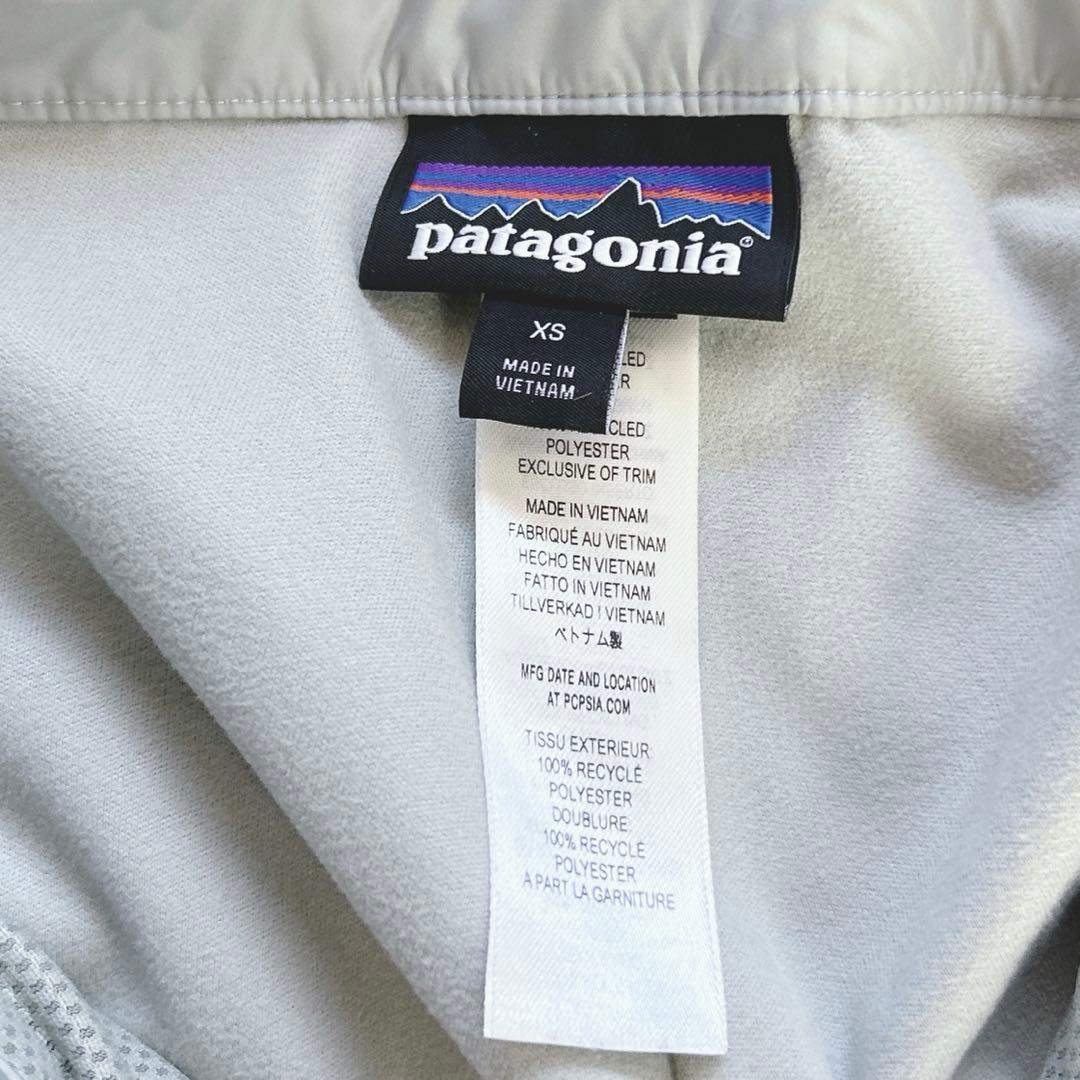 patagonia®
XS
MADE IN
VIETNAM
POLYESTER
EXCLUSIVE OF TRIM
MADE IN VIETNAM
FABRIQUÉ AU VIETNAM
HECHO EN VIETNAM
FATTO IN VIETNAM
TILLVERKAD I VIETNAM
ベトナム製
MFG DATE AND LOCATION
AT PCPSIA.COM
TISSU EXTERIEUR
100% RECYCLÉ
POLYESTER
DOUBLURE
100% RECYCLÉ
POLYESTER
A PART LA GARNITURE